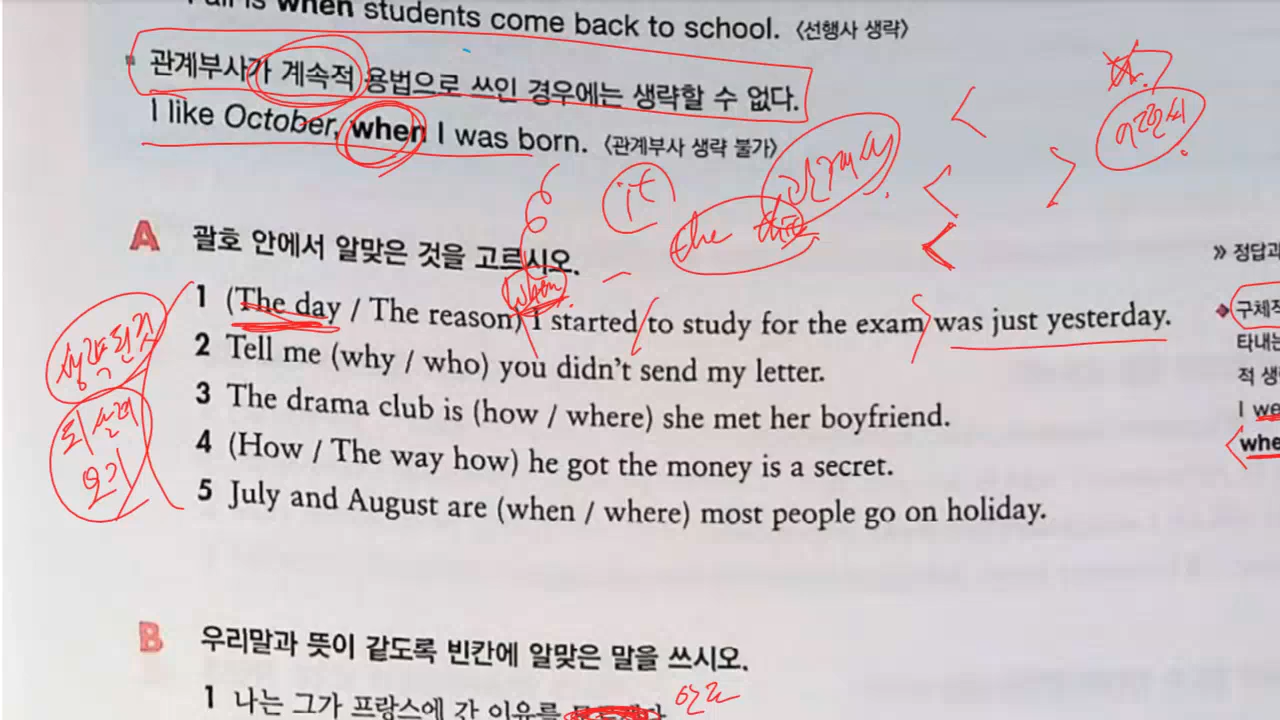 is when students come back to school. 〈선행사 생략〉
관계부사가 계속적 용법으로 쓰인 경우에는 생략할 수 없다.
I like October, when I was born. 〈관계부사 생략 불가〉
it
the time
관계사
when
A 괄호 안에서 알맞은 것을 고르시오.
» 정답과
1 (The day / The reason) I started to study for the exam was just yesterday.
2 Tell me (why / who) you didn't send my letter.
3 The drama club is (how / where) she met her boyfriend.
4 (How / The way how) he got the money is a secret.
5 July and August are (when / where) most people go on holiday.
생략된것
되살려
보기
구체적
타내는
적 생
I we
whe
B 우리말과 뜻이 같도록 빈칸에 알맞은 말을 쓰시오.
1 나는 그가 프랑스에 간 이유를
안다